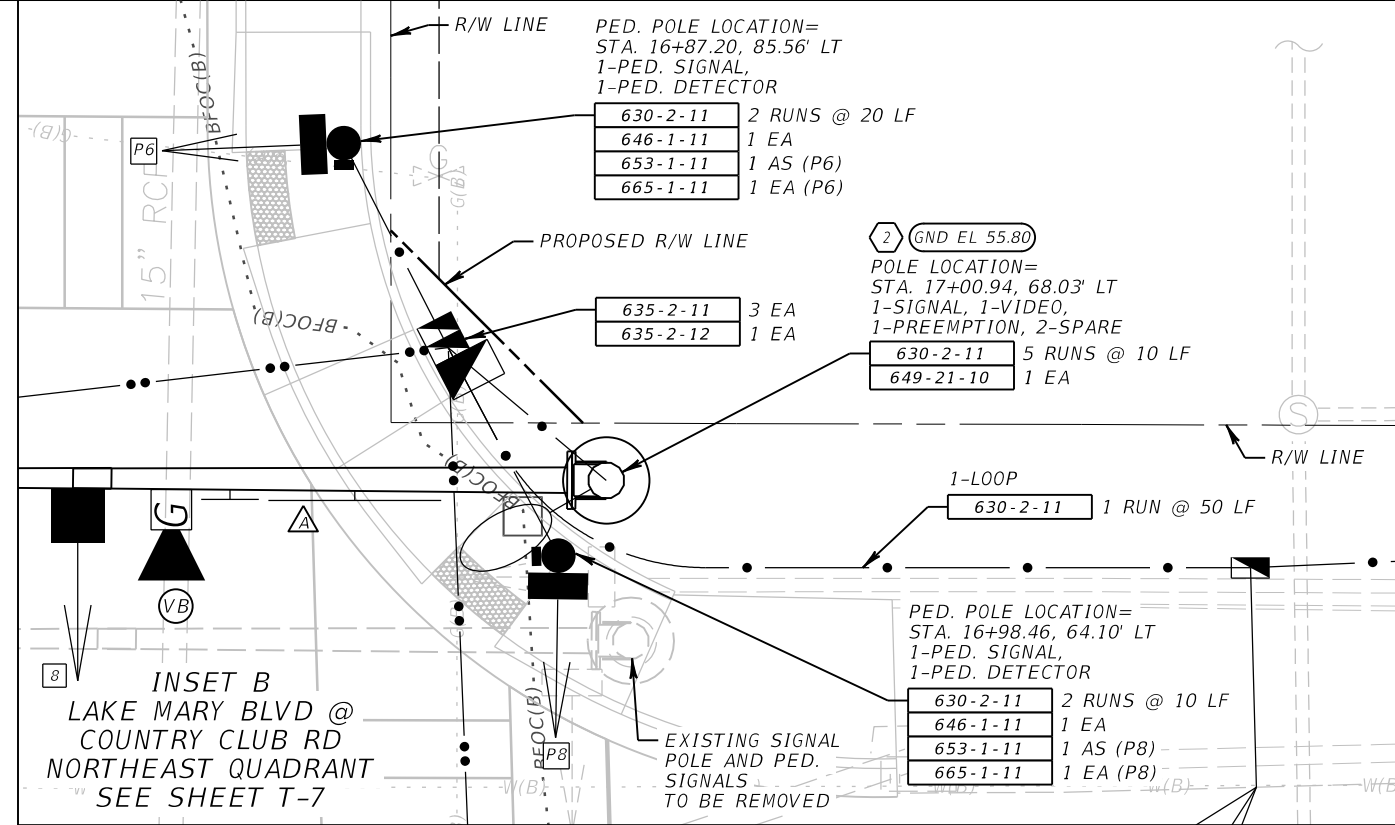 R/W LINE
PED. POLE LOCATION=
STA. 16+87.20, 85.56' LT
1-PED. SIGNAL,
1-PED. DETECTOR
630-2-11 2 RUNS @ 20 LF
646-1-11 1 EA
653-1-11 1 AS (P6)
665-1-11 1 EA (P6)
BFOC(B)
G(B)
P6
G
G(B)
15" RCP
PROPOSED R/W LINE
2 GND EL 55.80
POLE LOCATION=
STA. 17+00.94, 68.03' LT
1-SIGNAL, 1-VIDEO,
1-PREEMPTION, 2-SPARE
630-2-11 5 RUNS @ 10 LF
649-21-10 1 EA
635-2-11 3 EA
635-2-12 1 EA
BFOC(B)
S
R/W LINE
BFOC(B)
1-LOOP
630-2-11 1 RUN @ 50 LF
G
A
VB
8
PED. POLE LOCATION=
STA. 16+98.46, 64.10' LT
1-PED. SIGNAL,
1-PED. DETECTOR
630-2-11 2 RUNS @ 10 LF
646-1-11 1 EA
653-1-11 1 AS (P8)
665-1-11 1 EA (P8)
INSET B
LAKE MARY BLVD @
COUNTRY CLUB RD
NORTHEAST QUADRANT
SEE SHEET T-7
BFOC(B)
P8
EXISTING SIGNAL
POLE AND PED.
SIGNALS
TO BE REMOVED
W(B)
W(B)
W(B)